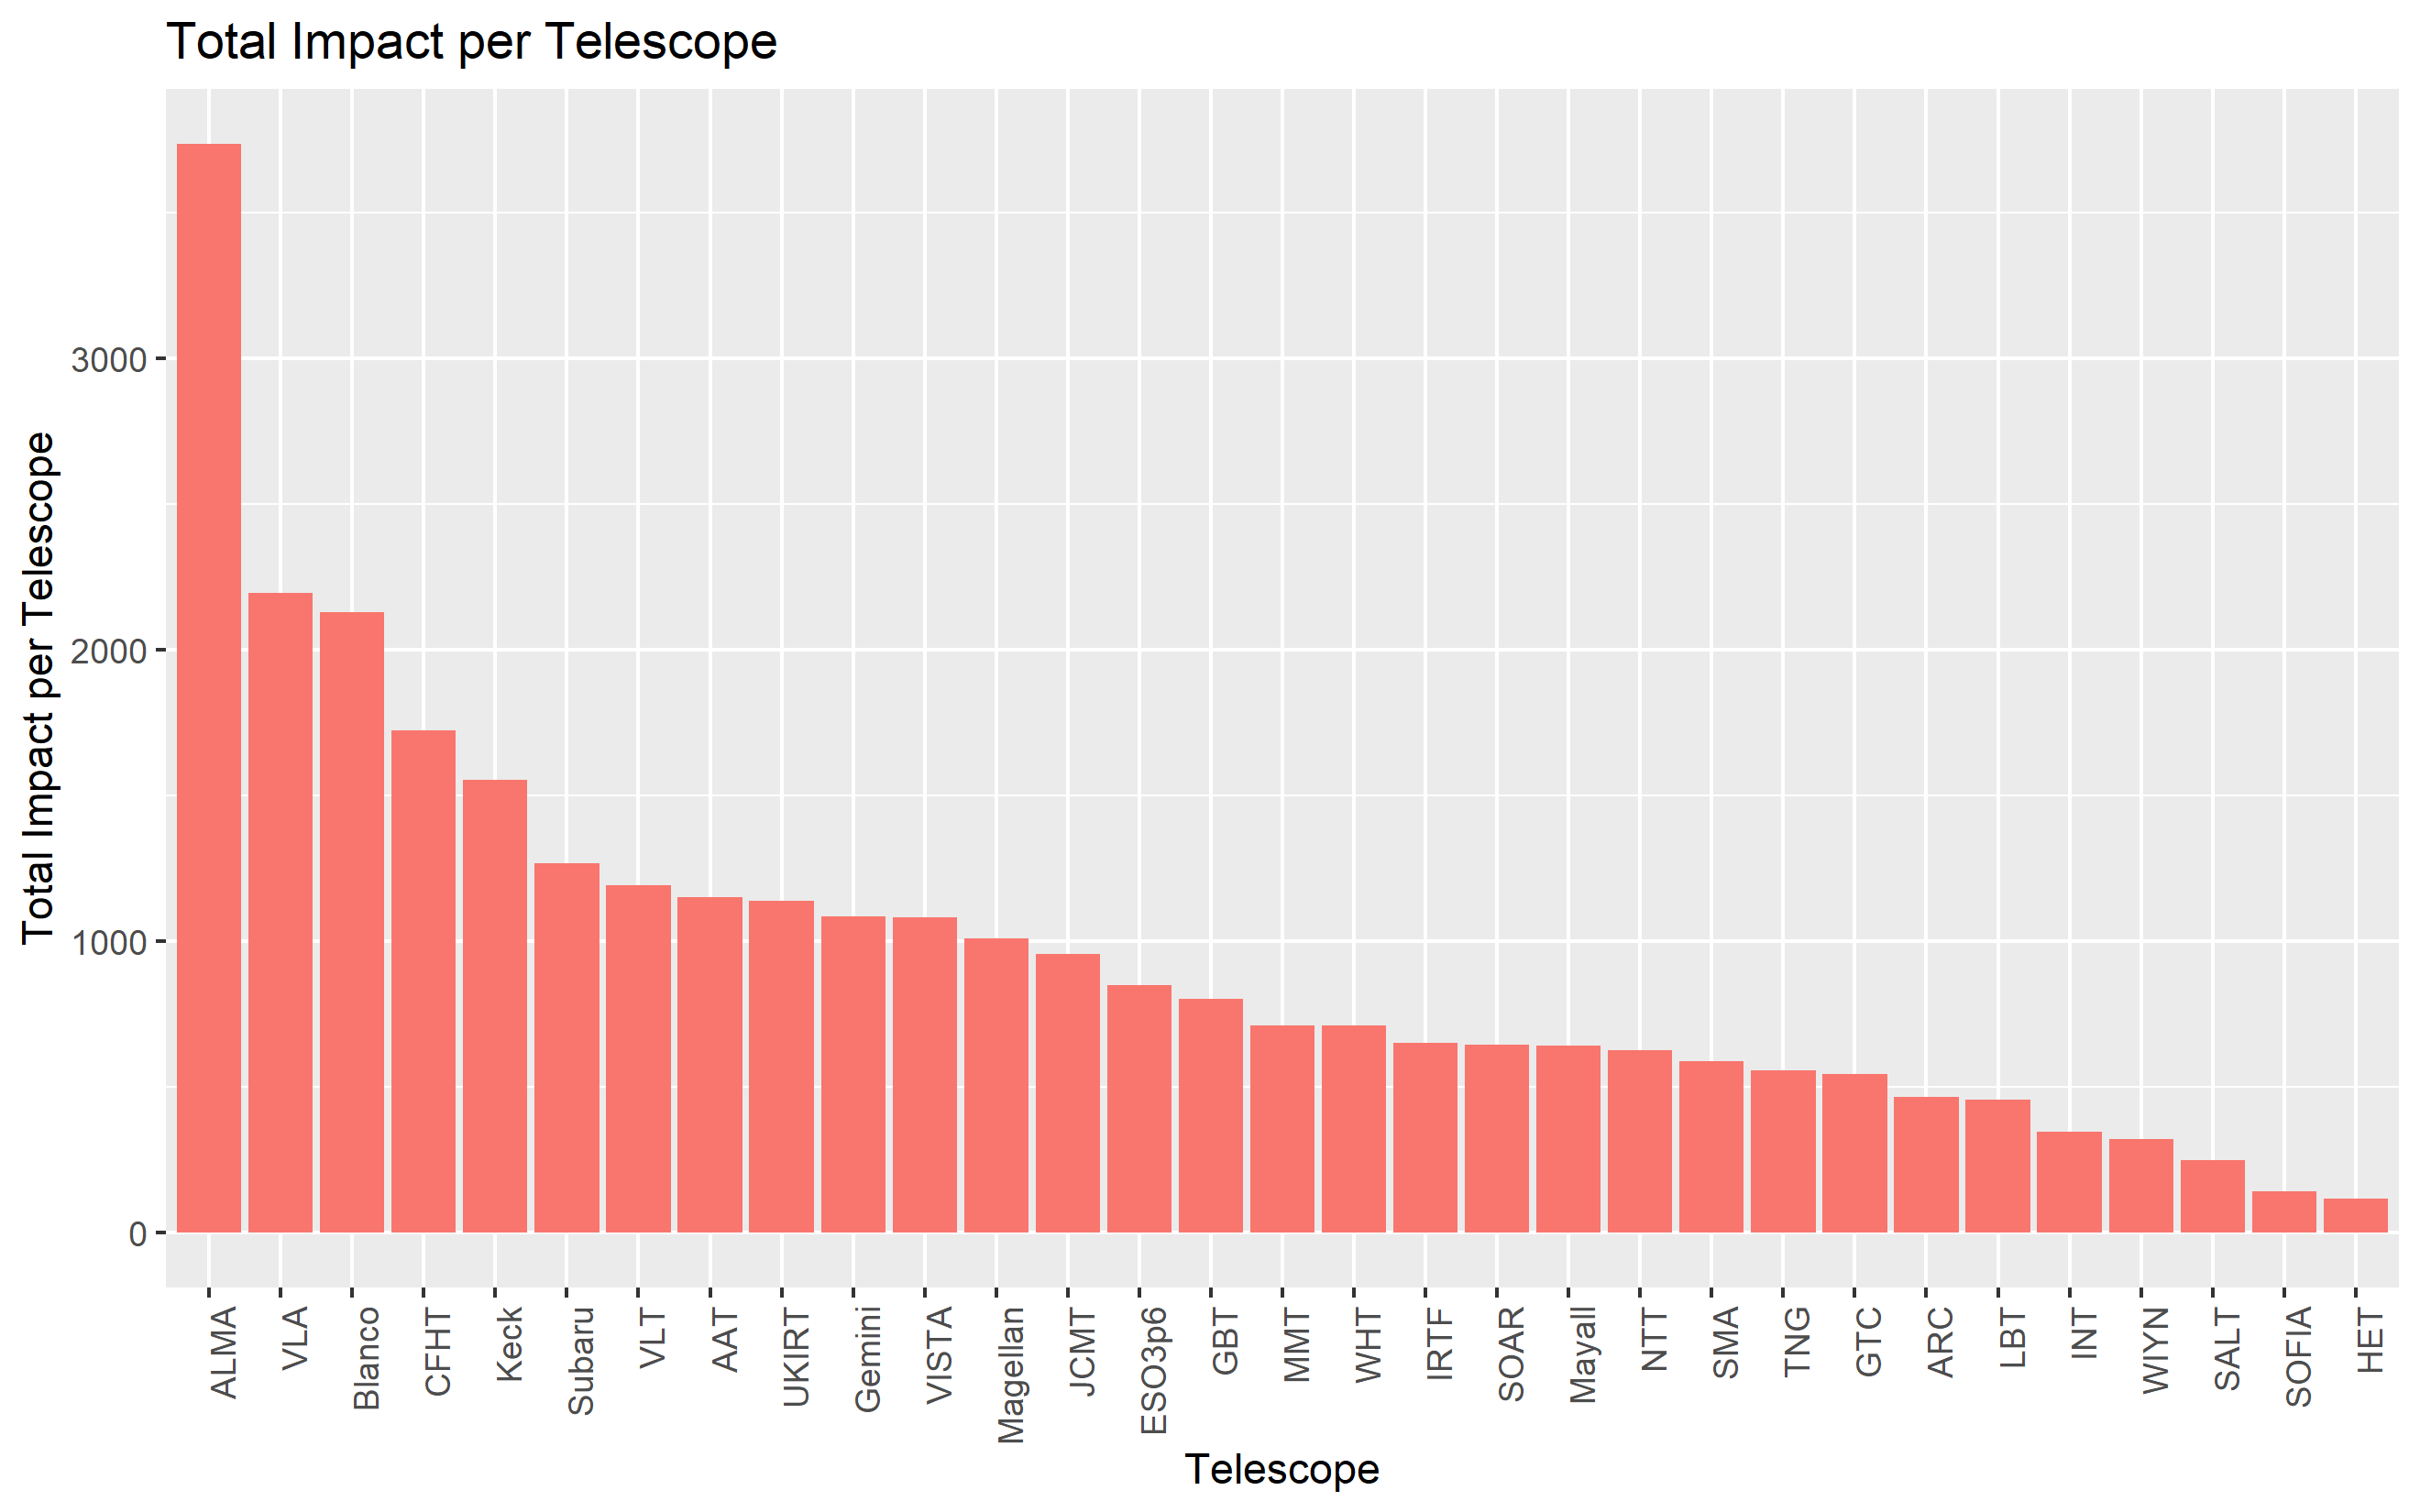 Total Impact per Telescope
Total Impact per Telescope
3000
2000
1000
0
ALMA
VLA
Blanco
CFHT
Keck
Subaru
VLT
AAT
UKIRT
Gemini
VISTA
Magellan
JCMT
ESO3p6
GBT
MMT
WHT
IRTF
SOAR
Mayall
NTT
SMA
TNG
GTC
ARC
LBT
INT
WIYN
SALT
SOFIA
HET
Telescope